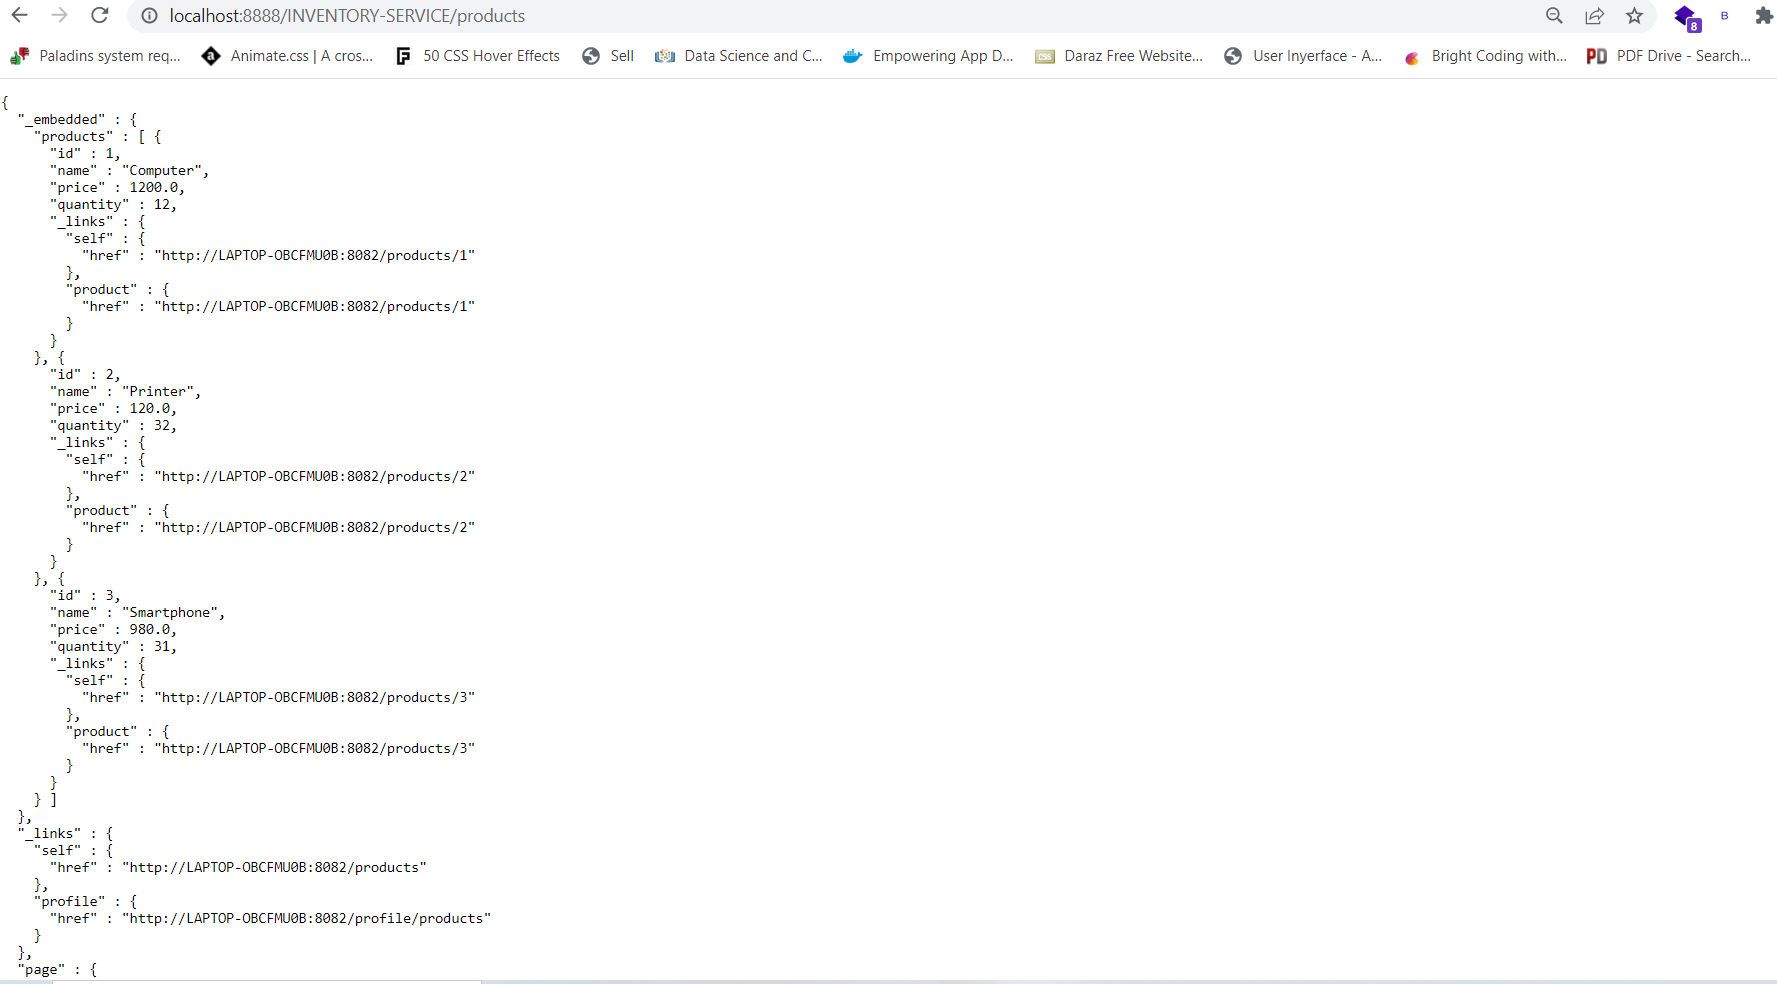 localhost:8888/INVENTORY-SERVICE/products
8
B
Paladins system req...
a
Animate.css | A cros...
50 CSS Hover Effects
Sell
Data Science and C...
Empowering App D...
CSS
Daraz Free Website...
User Inyerface - A...
Bright Coding with...
PD
PDF Drive - Search...
{
  "_embedded" : {
    "products" : [ {
      "id" : 1,
      "name" : "Computer",
      "price" : 1200.0,
      "quantity" : 12,
      "_links" : {
        "self" : {
          "href" : "http://LAPTOP-OBCFMU0B:8082/products/1"
        },
        "product" : {
          "href" : "http://LAPTOP-OBCFMU0B:8082/products/1"
        }
      }
    }, {
      "id" : 2,
      "name" : "Printer",
      "price" : 120.0,
      "quantity" : 32,
      "_links" : {
        "self" : {
          "href" : "http://LAPTOP-OBCFMU0B:8082/products/2"
        },
        "product" : {
          "href" : "http://LAPTOP-OBCFMU0B:8082/products/2"
        }
      }
    }, {
      "id" : 3,
      "name" : "Smartphone",
      "price" : 980.0,
      "quantity" : 31,
      "_links" : {
        "self" : {
          "href" : "http://LAPTOP-OBCFMU0B:8082/products/3"
        },
        "product" : {
          "href" : "http://LAPTOP-OBCFMU0B:8082/products/3"
        }
      }
    } ]
  },
  "_links" : {
    "self" : {
      "href" : "http://LAPTOP-OBCFMU0B:8082/products"
    },
    "profile" : {
      "href" : "http://LAPTOP-OBCFMU0B:8082/profile/products"
    }
  },
  "page" : {